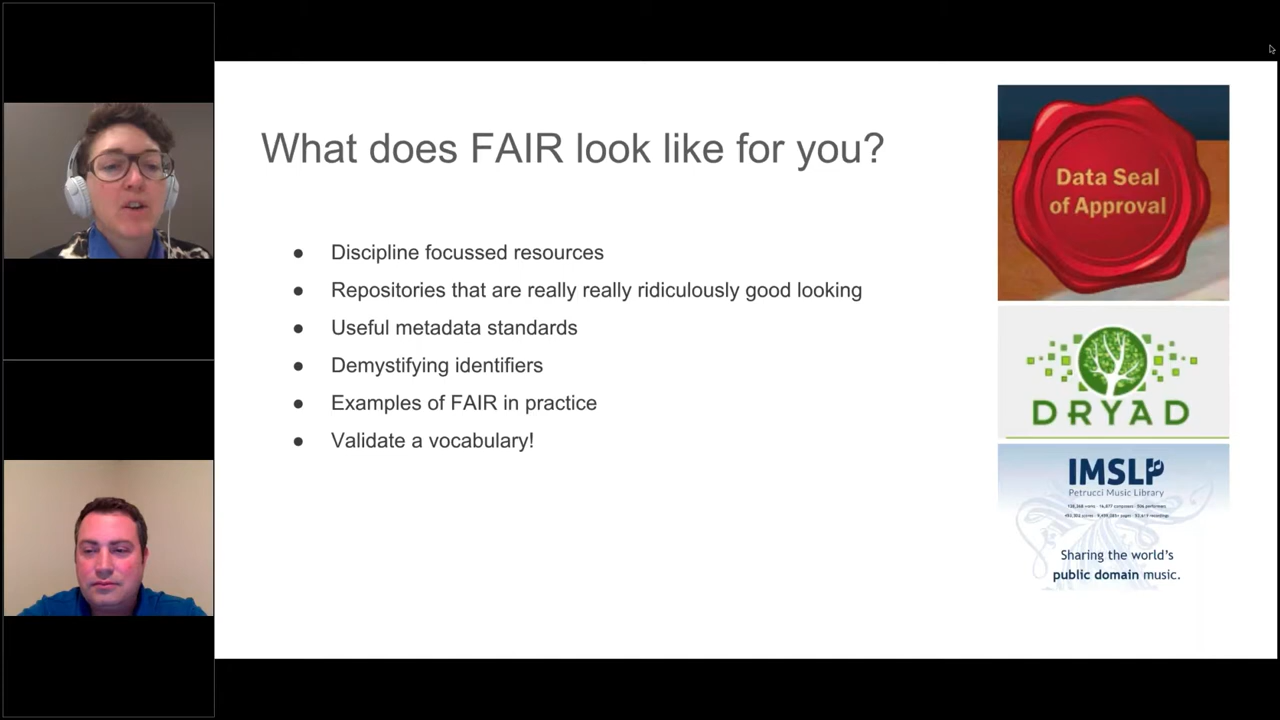 What does FAIR look like for you?
● Discipline focussed resources
● Repositories that are really really ridiculously good looking
● Useful metadata standards
● Demystifying identifiers
● Examples of FAIR in practice
● Validate a vocabulary!
Data Seal
of Approval
DRYAD
IMSLP
Petrucci Music Library
Sharing the world's
public domain music.